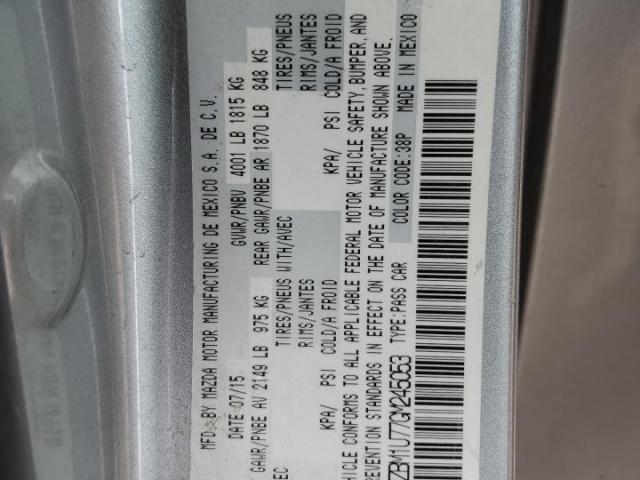 MFD BY MAZDA MOTOR MANUFACTURING DE MEXICO S.A. DE C.V.
DATE 07/15 GVWR/PNBV 4001 LB 1815 KG
GAWR/PNBE AV 2149 LB 975 KG REAR GAWR/PNBE AR 1870 LB 848 KG
TIRES/PNEUS WITH/AVEC TIRES/PNEUS
RIMS/JANTES RIMS/JANTES
KPA/ PSI COLD/A FROID KPA/ PSI COLD/A FROID
CONFORMS TO ALL APPLICABLE FEDERAL MOTOR VEHICLE SAFETY, BUMPER, AND
STANDARDS IN EFFECT ON THE DATE OF MANUFACTURE SHOWN ABOVE.
COLOR CODE:38P MADE IN MEXICO
ZBM1U77GM245053 TYPE:PASS CAR